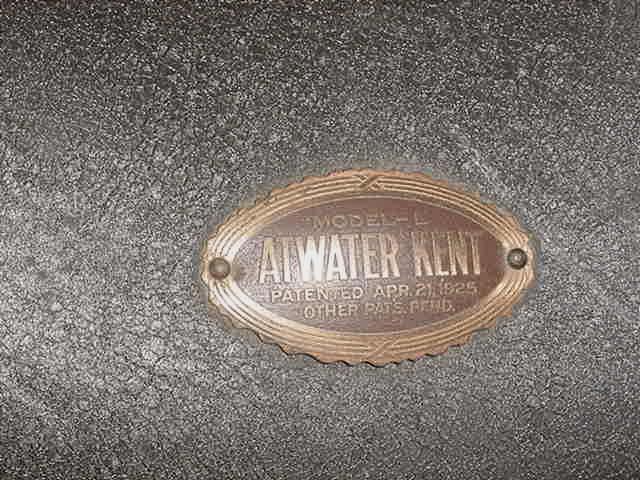 MODEL-L
ATWATER KENT
PATENTED APR. 21, 1925
OTHER PATS. PEND.